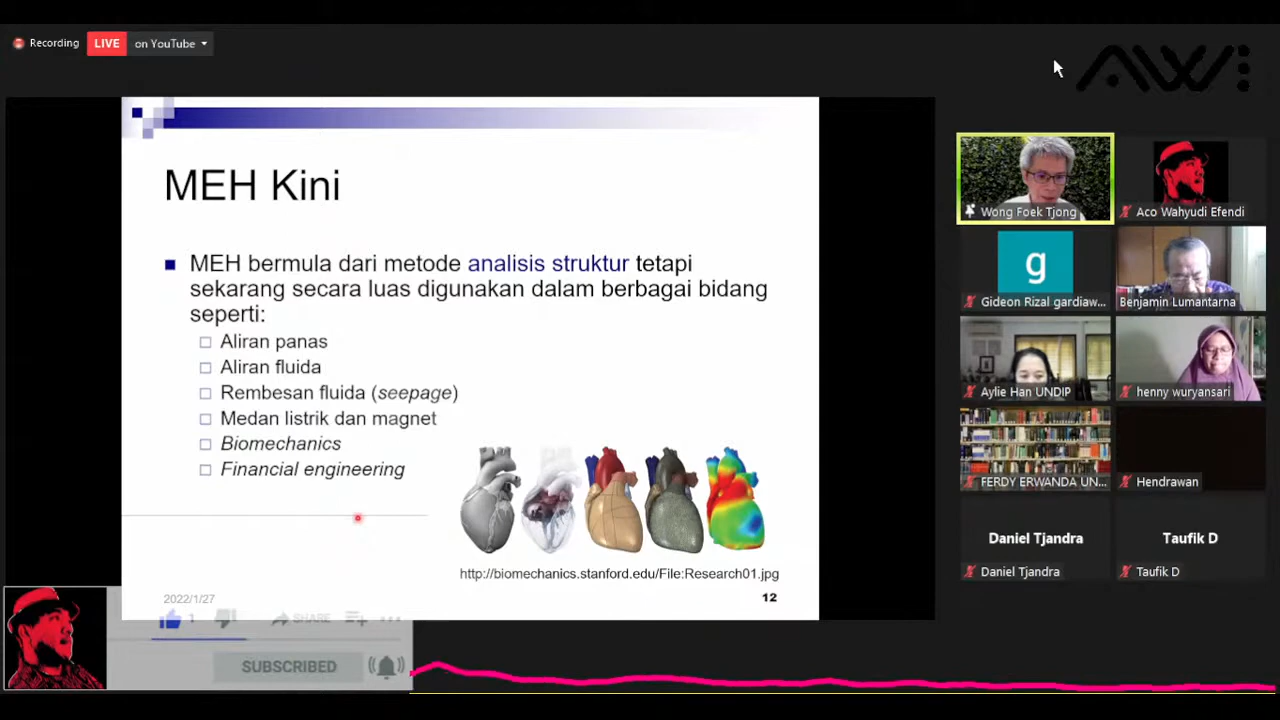 Recording
LIVE
on YouTube
AWi
MEH Kini
MEH bermula dari metode analisis struktur tetapi
sekarang secara luas digunakan dalam berbagai bidang
seperti:
Aliran panas
Aliran fluida
Rembesan fluida (seepage)
Medan listrik dan magnet
Biomechanics
Financial engineering
http://biomechanics.stanford.edu/File:Research01.jpg
2022/1/27
12
1
SHARE
SUBSCRIBED
Wong Foek Tjong
Aco Wahyudi Efendi
g
Gideon Rizal gardiaw...
Benjamin Lumantarna
Aylie Han UNDIP
henny wuryansari
FERDY ERWANDA UN...
Hendrawan
Daniel Tjandra
Taufik D
Daniel Tjandra
Taufik D